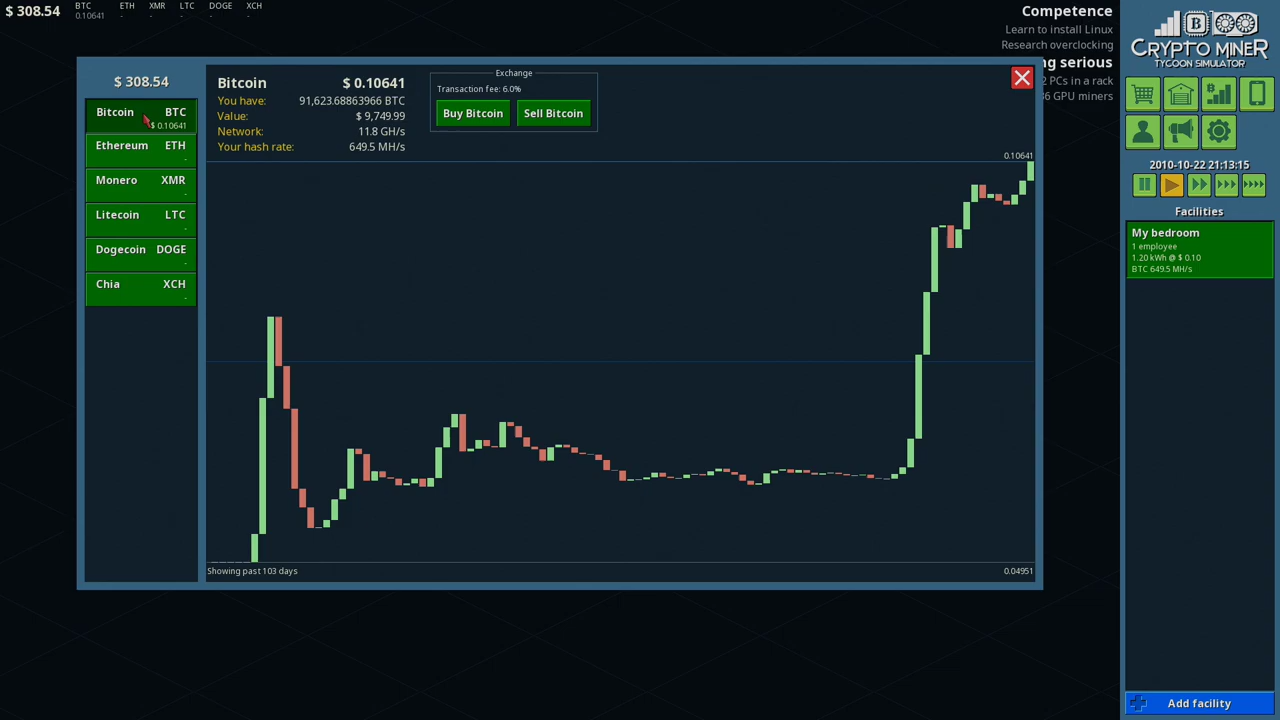 $ 308.54
BTC ETH XMR LTC DOGE XCH
0.10641 - - - - -
Competence
Learn to install Linux
Research overclocking
ng serious
2 PCs in a rack
36 GPU miners
CRYPTO MINER
TYCOON SIMULATOR
$ 308.54
Bitcoin BTC
$ 0.10641
Ethereum ETH
-
Monero XMR
-
Litecoin LTC
-
Dogecoin DOGE
-
Chia XCH
-
Bitcoin $ 0.10641
You have: 91,623.68863966 BTC
Value: $ 9,749.99
Network: 11.8 GH/s
Your hash rate: 649.5 MH/s
Exchange
Transaction fee: 6.0%
Buy Bitcoin Sell Bitcoin
0.10641
Showing past 103 days 0.04951
2010-10-22 21:13:15
Facilities
My bedroom
1 employee
1.20 kWh @ $ 0.10
BTC 649.5 MH/s
Add facility